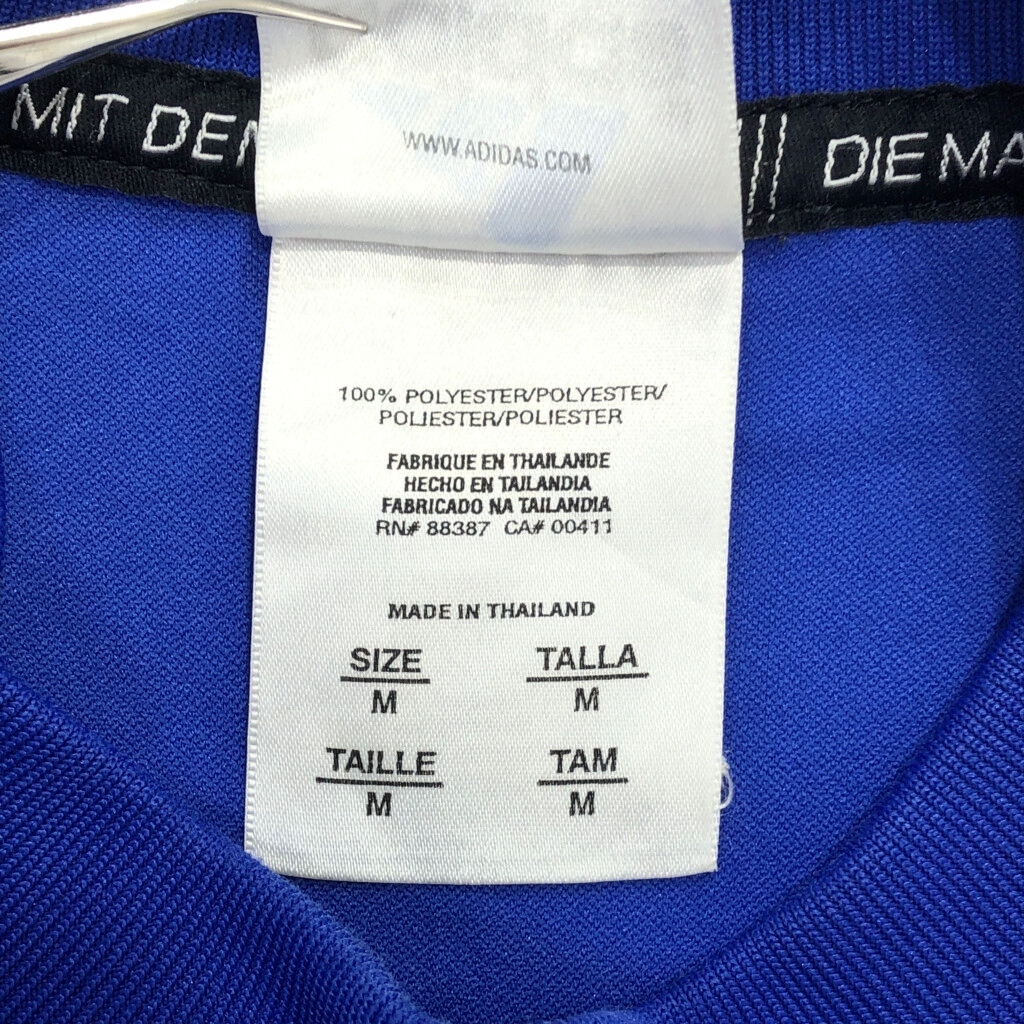 MIT DEM
WWW.ADIDAS.COM
DIE MA
100% POLYESTER/POLYESTER/
POLIESTER/POLIESTER
FABRIQUE EN THAILANDE
HECHO EN TAILANDIA
FABRICADO NA TAILANDIA
RN# 88387 CA# 00411
MADE IN THAILAND
SIZE TALLA
M M
TAILLE TAM
M M